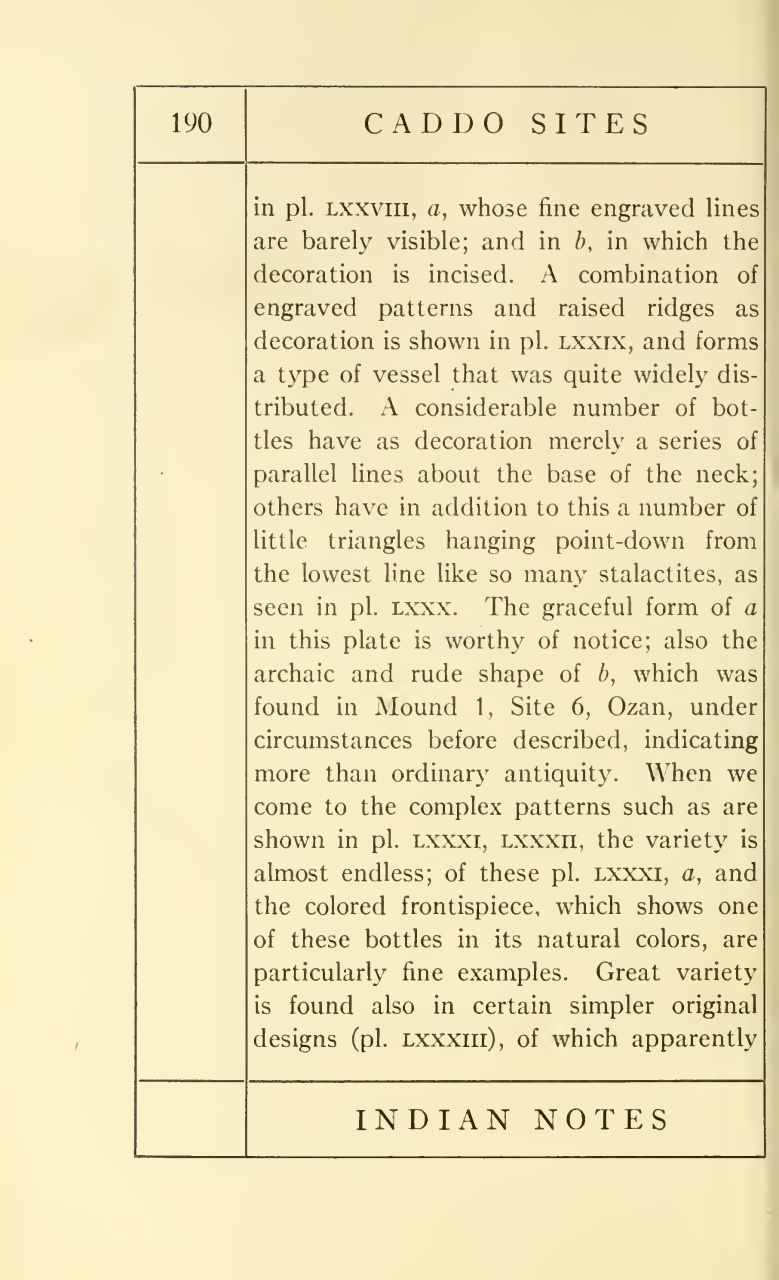 190
CADDO SITES
in pl. LXXVIII, a, whose fine engraved lines
are barely visible; and in b, in which the
decoration is incised. A combination of
engraved patterns and raised ridges as
decoration is shown in pl. LXXIX, and forms
a type of vessel that was quite widely dis-
tributed. A considerable number of bot-
tles have as decoration merely a series of
parallel lines about the base of the neck;
others have in addition to this a number of
little triangles hanging point-down from
the lowest line like so many stalactites, as
seen in pl. LXXX. The graceful form of a
in this plate is worthy of notice; also the
archaic and rude shape of b, which was
found in Mound 1, Site 6, Ozan, under
circumstances before described, indicating
more than ordinary antiquity. When we
come to the complex patterns such as are
shown in pl. LXXXI, LXXXII, the variety is
almost endless; of these pl. LXXXI, a, and
the colored frontispiece, which shows one
of these bottles in its natural colors, are
particularly fine examples. Great variety
is found also in certain simpler original
designs (pl. LXXXIII), of which apparently
INDIAN NOTES